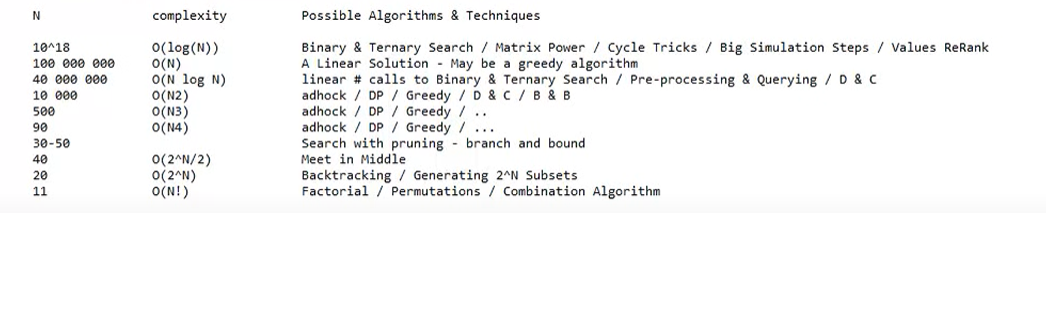 N complexity Possible Algorithms & Techniques
10^18 O(log(N)) Binary & Ternary Search / Matrix Power / Cycle Tricks / Big Simulation Steps / Values ReRank
100 000 000 O(N) A Linear Solution - May be a greedy algorithm
40 000 000 O(N log N) linear # calls to Binary & Ternary Search / Pre-processing & Querying / D & C
10 000 O(N2) adhock / DP / Greedy / D & C / B & B
500 O(N3) adhock / DP / Greedy / ..
90 O(N4) adhock / DP / Greedy / ...
30-50 Search with pruning - branch and bound
40 O(2^N/2) Meet in Middle
20 O(2^N) Backtracking / Generating 2^N Subsets
11 O(N!) Factorial / Permutations / Combination Algorithm